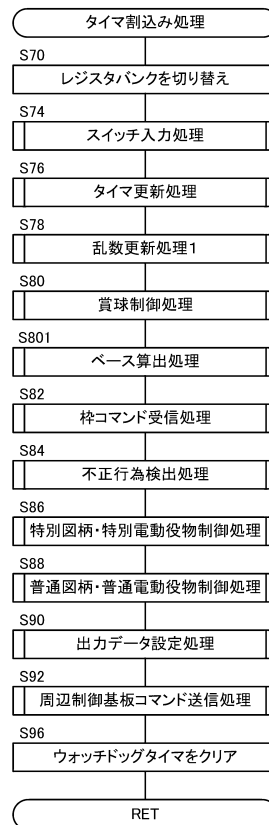 タイマ割込み処理
S70
レジスタバンクを切り替え
S74
スイッチ入力処理
S76
タイマ更新処理
S78
乱数更新処理1
S80
賞球制御処理
S801
ベース算出処理
S82
枠コマンド受信処理
S84
不正行為検出処理
S86
特別図柄・特別電動役物制御処理
S88
普通図柄・普通電動役物制御処理
S90
出力データ設定処理
S92
周辺制御基板コマンド送信処理
S96
ウォッチドッグタイマをクリア
RET